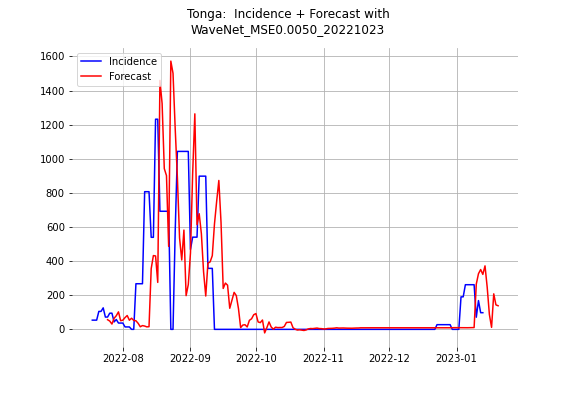 Tonga:  Incidence + Forecast with
WaveNet_MSE0.0050_20221023
Incidence
Forecast
1600
1400
1200
1000
800
600
400
200
0
2022-08 2022-09 2022-10 2022-11 2022-12 2023-01